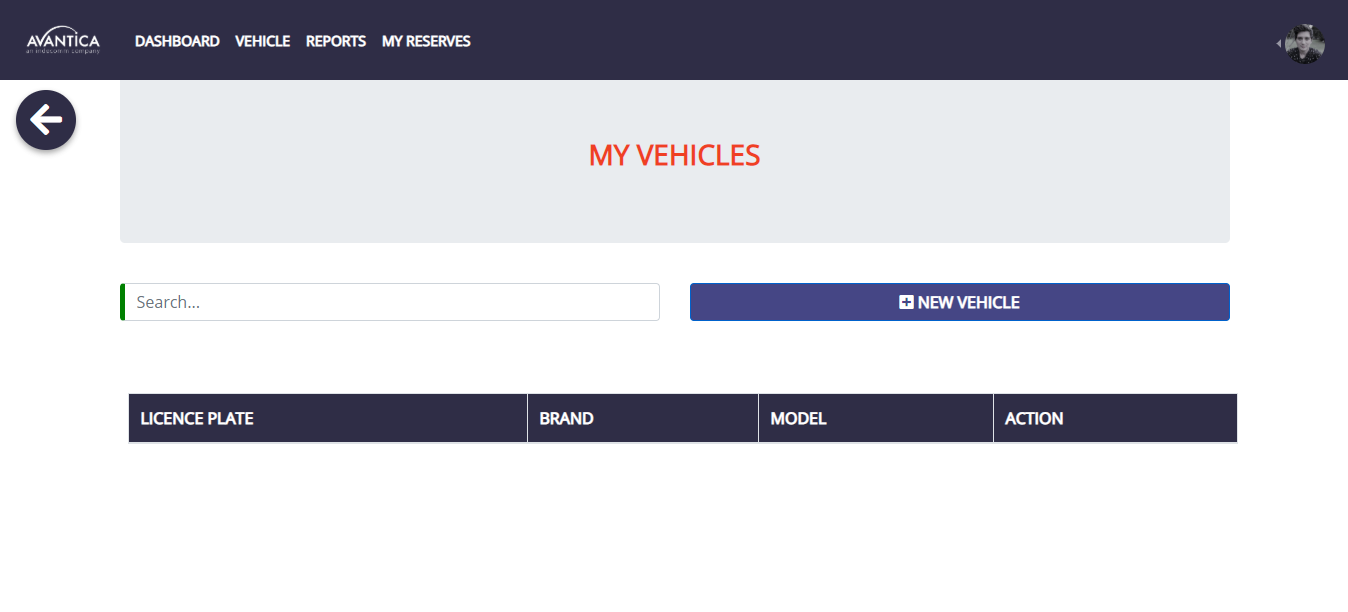 AVANTICA
an indecomm company
DASHBOARD VEHICLE REPORTS MY RESERVES
MY VEHICLES
Search...
NEW VEHICLE
LICENCE PLATE BRAND MODEL ACTION